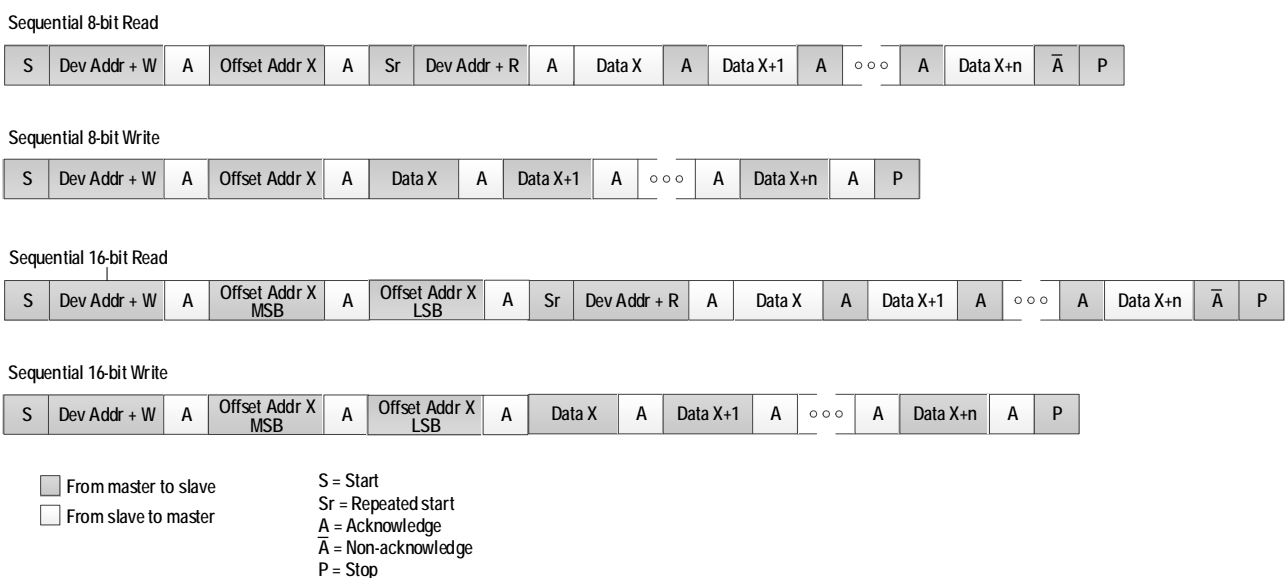 Sequential 8-bit Read
S Dev Addr + W A Offset Addr X A Sr Dev Addr + R A Data X A Data X+1 A ○ ○ ○ A Data X+n A̅ P
Sequential 8-bit Write
S Dev Addr + W A Offset Addr X A Data X A Data X+1 A ○ ○ ○ A Data X+n A P
Sequential 16-bit Read
S Dev Addr + W A Offset Addr X MSB A Offset Addr X LSB A Sr Dev Addr + R A Data X A Data X+1 A ○ ○ ○ A Data X+n A̅ P
Sequential 16-bit Write
S Dev Addr + W A Offset Addr X MSB A Offset Addr X LSB A Data X A Data X+1 A ○ ○ ○ A Data X+n A P
From master to slave
From slave to master
S = Start
Sr = Repeated start
A = Acknowledge
A̅ = Non-acknowledge
P = Stop